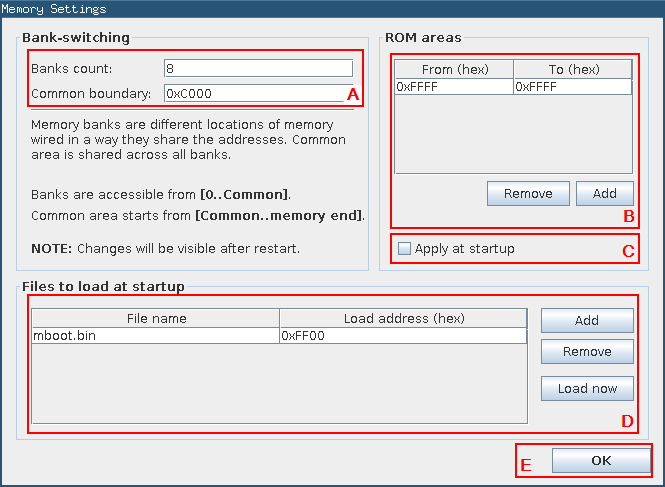 Memory Settings
Bank-switching
Banks count: 8
Common boundary: 0xC000
A
Memory banks are different locations of memory
wired in a way they share the addresses. Common
area is shared across all banks.
Banks are accessible from [0..Common].
Common area starts from [Common..memory end].
NOTE: Changes will be visible after restart.
ROM areas
From (hex) To (hex)
0xFFFF 0xFFFF
Remove Add
B
Apply at startup
C
Files to load at startup
File name Load address (hex)
mboot.bin 0xFF00
Add
Remove
Load now
D
E OK